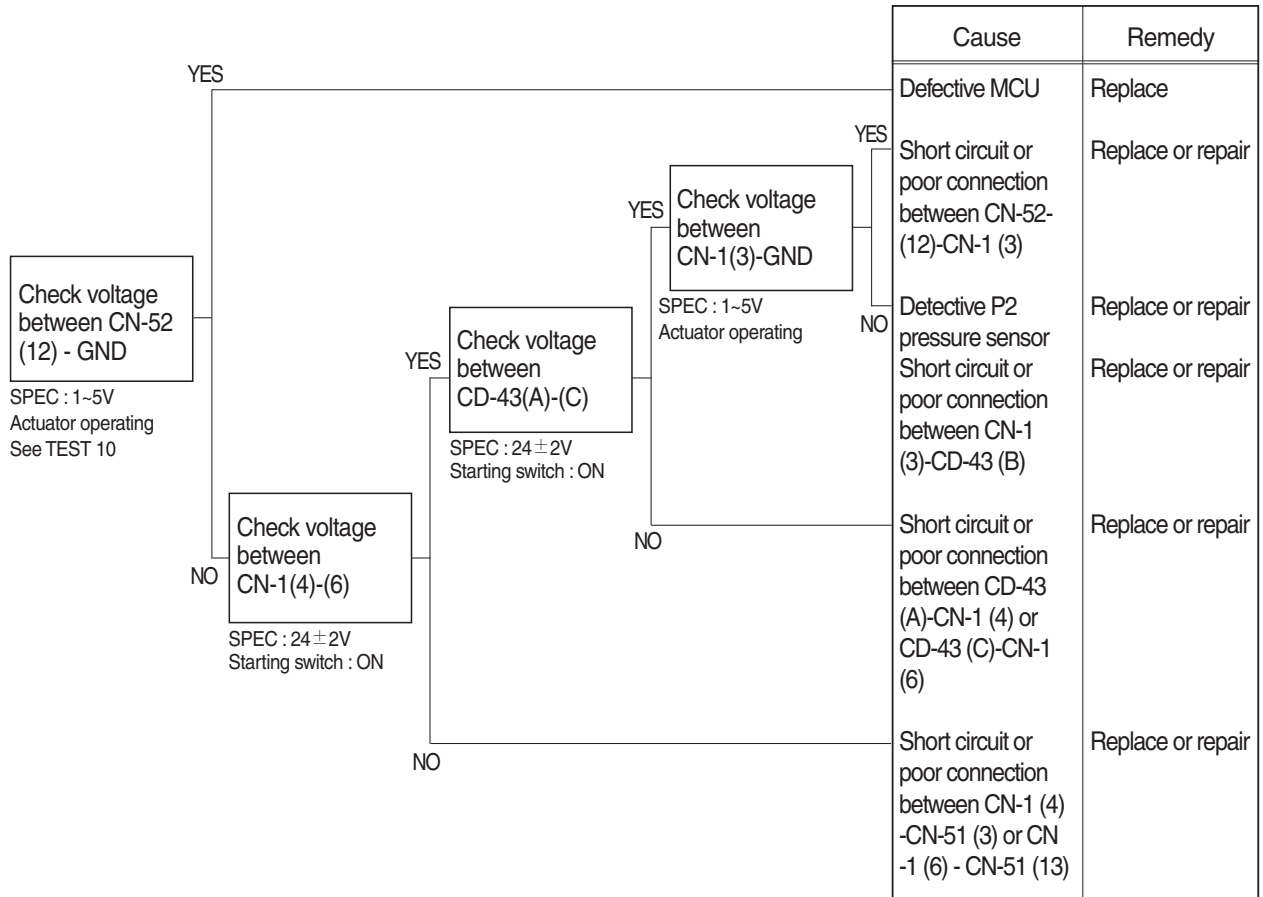 Cause
Remedy
YES
Defective MCU
Replace
YES
Short circuit or
poor connection
between CN-52-
(12)-CN-1 (3)
Replace or repair
YES
Check voltage
between
CN-1(3)-GND
SPEC : 1~5V
Actuator operating
NO
Detective P2
pressure sensor
Replace or repair
Short circuit or
poor connection
between CN-1
(3)-CD-43 (B)
Replace or repair
Check voltage
between CN-52
(12) - GND
SPEC : 1~5V
Actuator operating
See TEST 10
YES
Check voltage
between
CD-43(A)-(C)
SPEC : 24±2V
Starting switch : ON
NO
Short circuit or
poor connection
between CD-43
(A)-CN-1 (4) or
CD-43 (C)-CN-1
(6)
Replace or repair
NO
Check voltage
between
CN-1(4)-(6)
SPEC : 24±2V
Starting switch : ON
NO
Short circuit or
poor connection
between CN-1 (4)
-CN-51 (3) or CN
-1 (6) - CN-51 (13)
Replace or repair